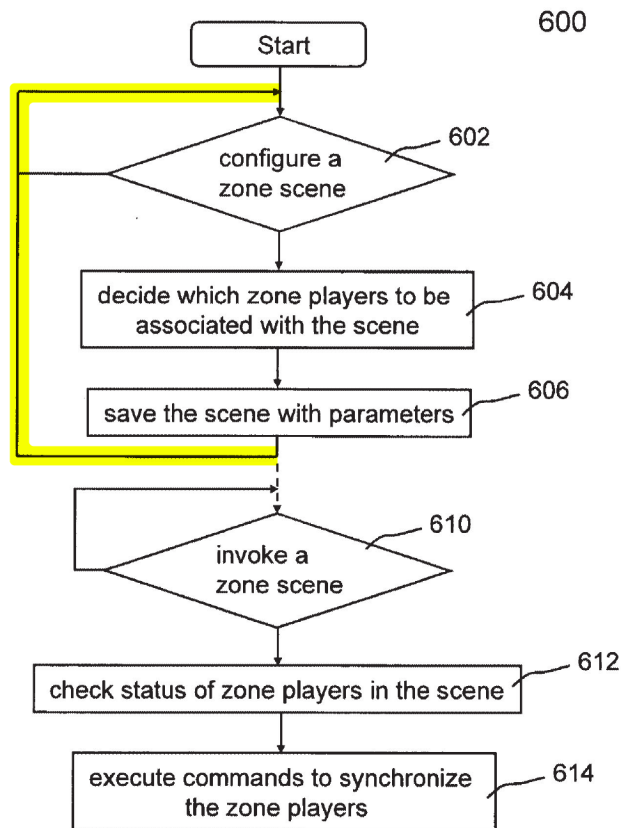 600
Start
configure a
zone scene
602
decide which zone players to be
associated with the scene
604
save the scene with parameters
606
invoke a
zone scene
610
check status of zone players in the scene
612
execute commands to synchronize
the zone players
614